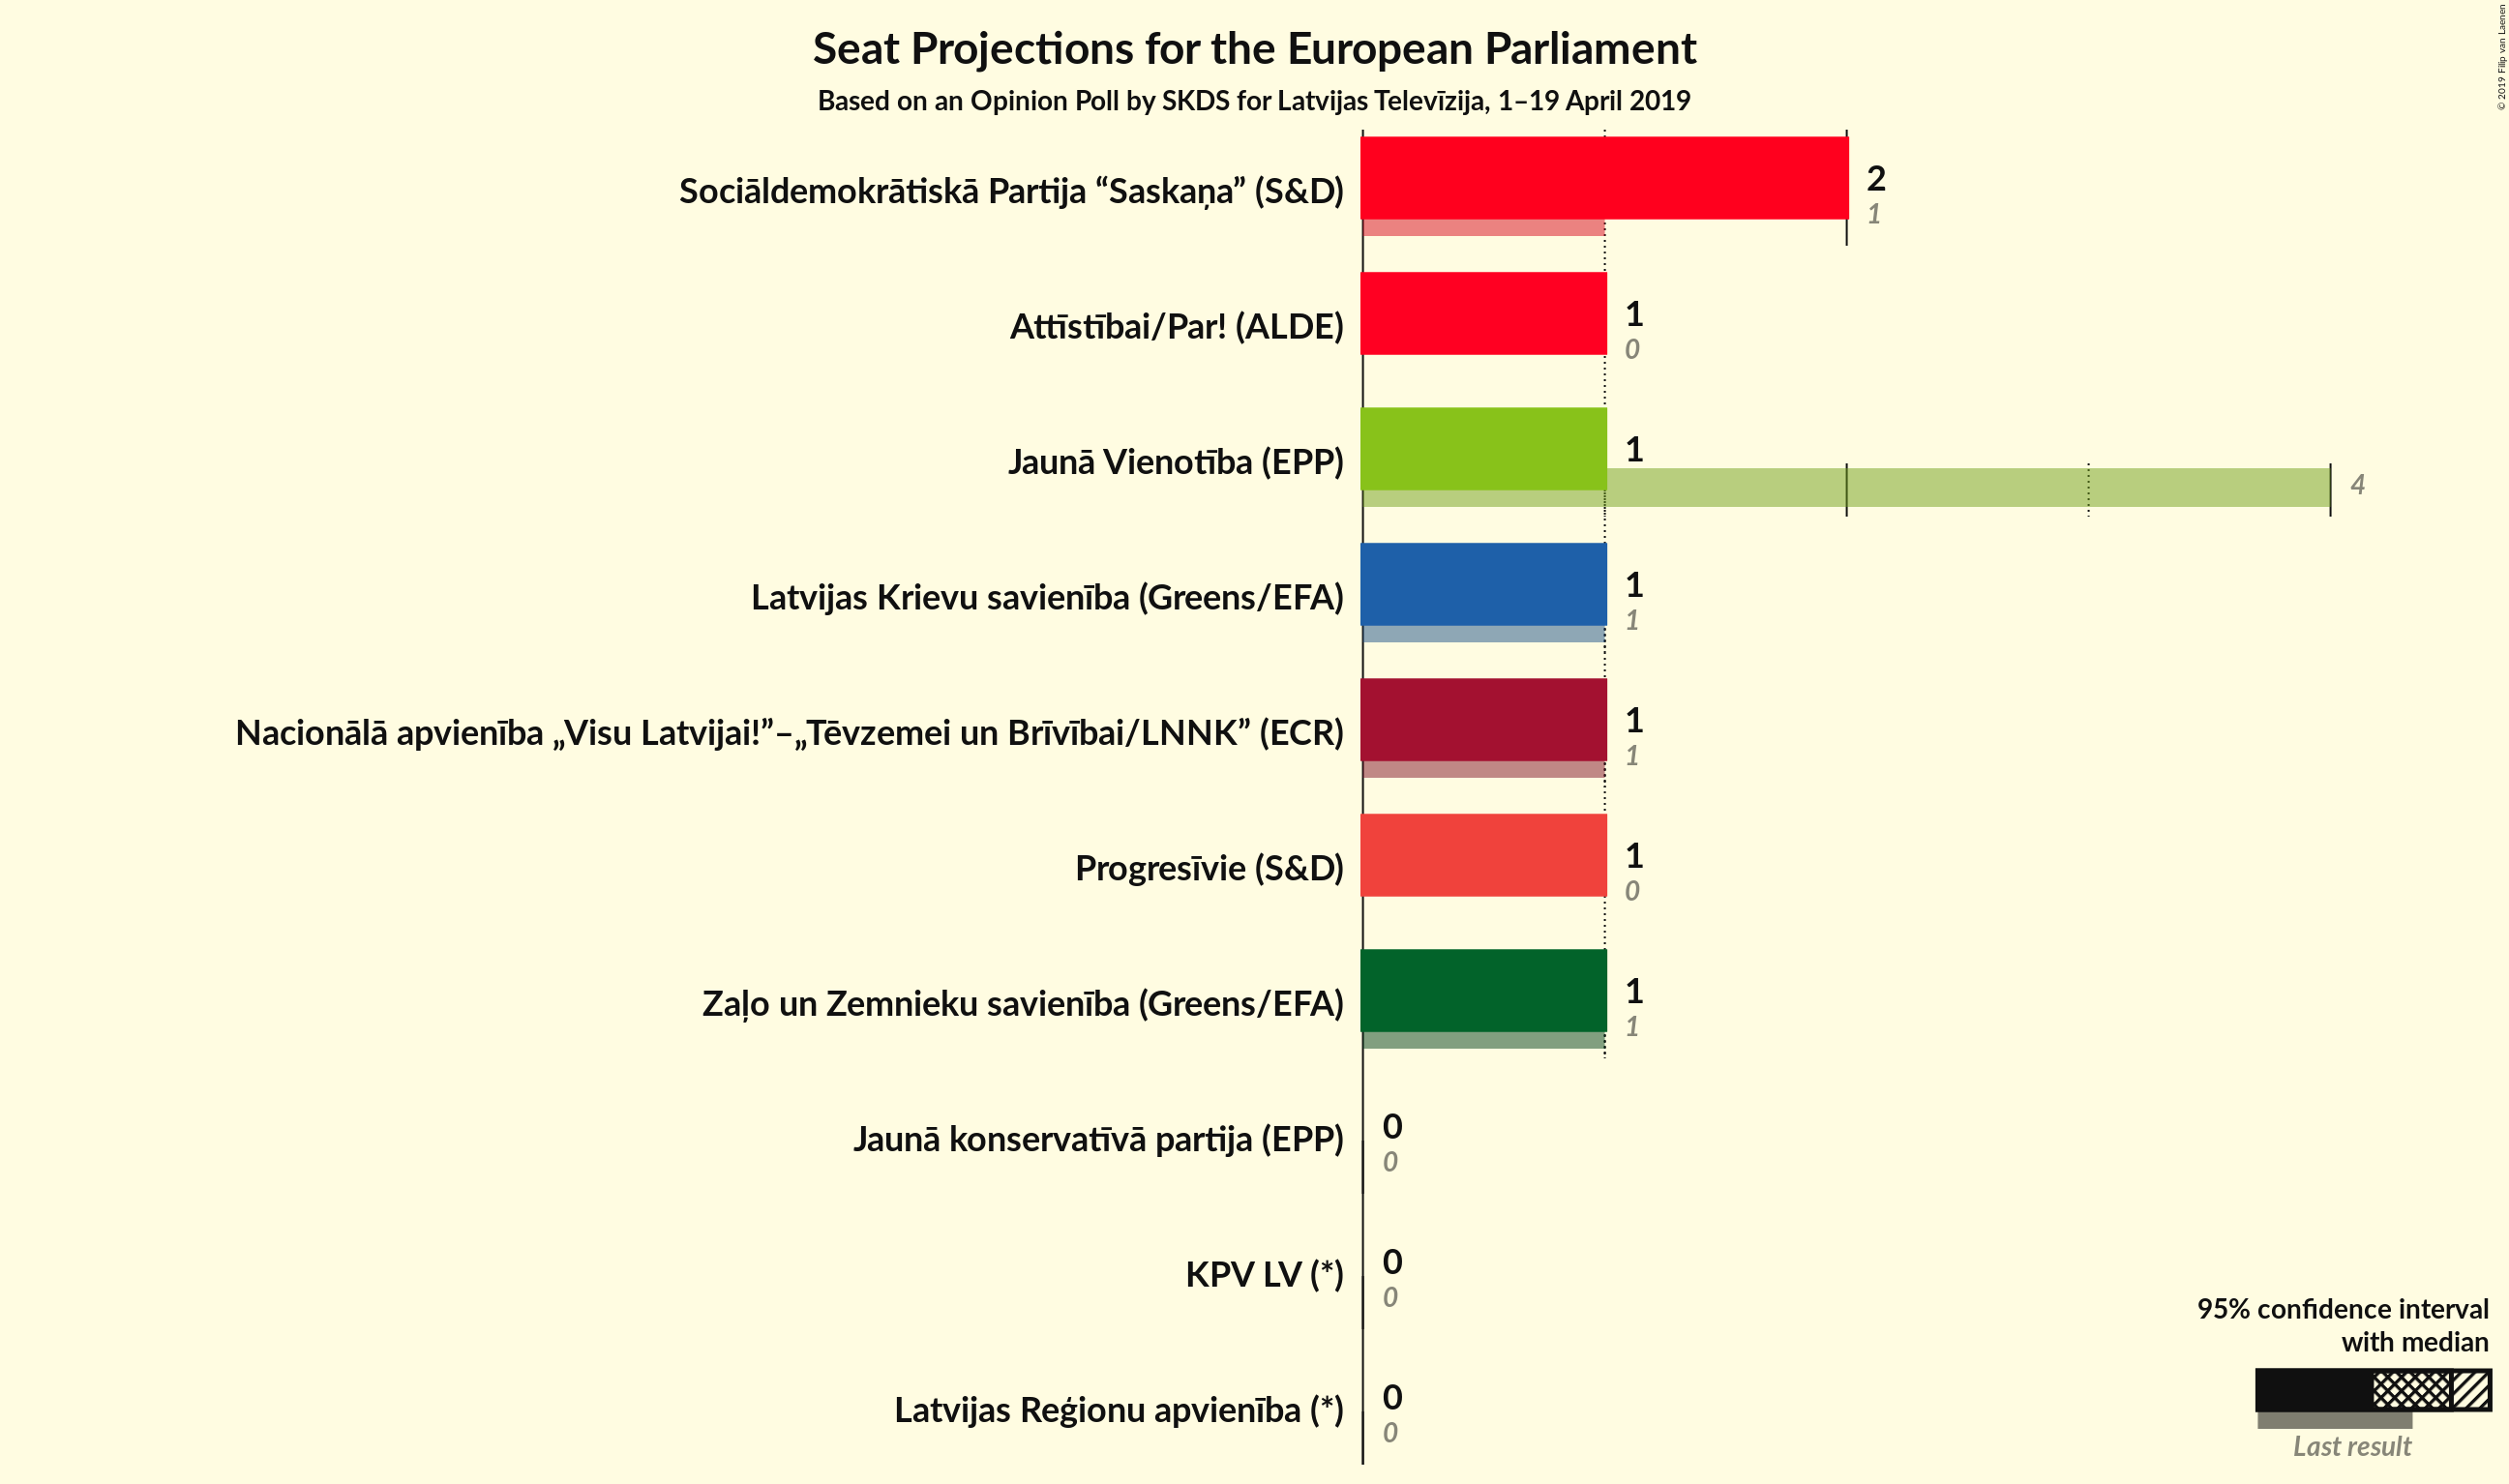 Seat Projections for the European Parliament
Based on an Opinion Poll by SKDS for Latvijas Televīzija, 1–19 April 2019
© 2019 Filip van Laenen
Sociāldemokrātiskā Partija “Saskaņa” (S&D)
2
1
Attīstībai/Par! (ALDE)
1
0
Jaunā Vienotība (EPP)
1
4
Latvijas Krievu savienība (Greens/EFA)
1
1
Nacionālā apvienība „Visu Latvijai!”–„Tēvzemei un Brīvībai/LNNK” (ECR)
1
1
Progresīvie (S&D)
1
0
Zaļo un Zemnieku savienība (Greens/EFA)
1
1
Jaunā konservatīvā partija (EPP)
0
0
KPV LV (*)
0
0
Latvijas Reģionu apvienība (*)
0
0
95% confidence interval
with median
Last result